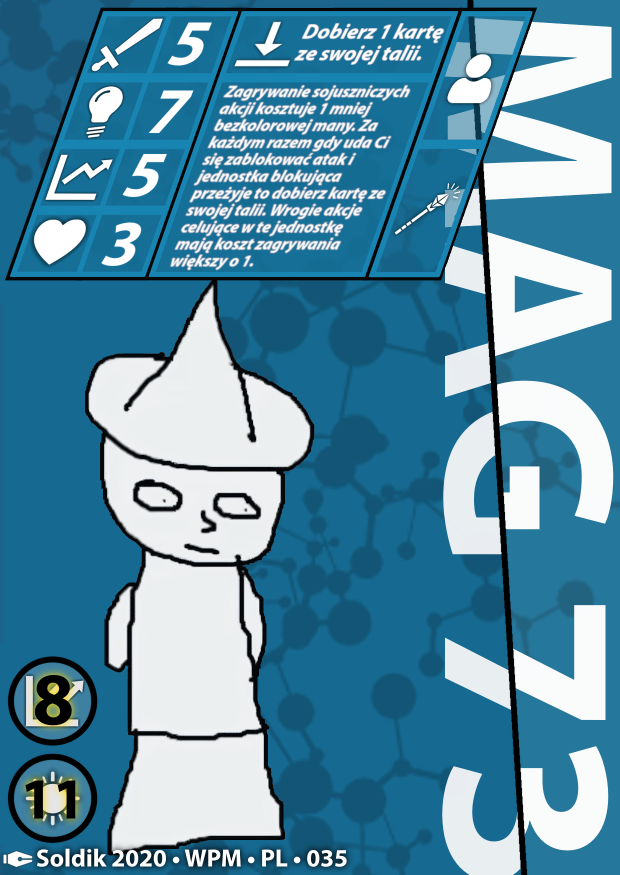 5
7
5
3
Dobierz 1 kartę
ze swojej talii.
Zagrywanie sojuszniczych
akcji kosztuje 1 mniej
bezkolorowej many. Za
każdym razem gdy uda Ci
się zablokować atak i
jednostka blokująca
przeżyje to dobierz kartę ze
swojej talii. Wrogie akcje
celujące w te jednostkę
mają koszt zagrywania
większy o 1.
MAG 73
8
11
Soldik 2020 • WPM • PL • 035